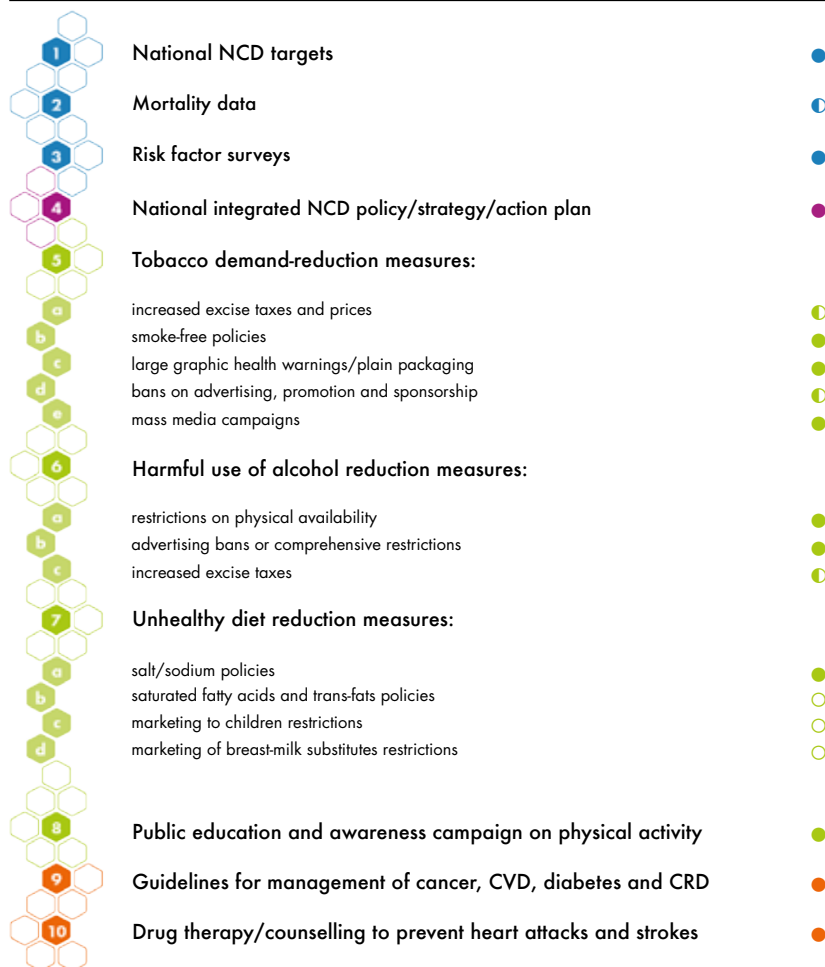 1 National NCD targets
2 Mortality data
3 Risk factor surveys
4 National integrated NCD policy/strategy/action plan
5 Tobacco demand-reduction measures:
a increased excise taxes and prices
b smoke-free policies
c large graphic health warnings/plain packaging
d bans on advertising, promotion and sponsorship
e mass media campaigns
6 Harmful use of alcohol reduction measures:
a restrictions on physical availability
b advertising bans or comprehensive restrictions
c increased excise taxes
7 Unhealthy diet reduction measures:
a salt/sodium policies
b saturated fatty acids and trans-fats policies
c marketing to children restrictions
d marketing of breast-milk substitutes restrictions
8 Public education and awareness campaign on physical activity
9 Guidelines for management of cancer, CVD, diabetes and CRD
10 Drug therapy/counselling to prevent heart attacks and strokes